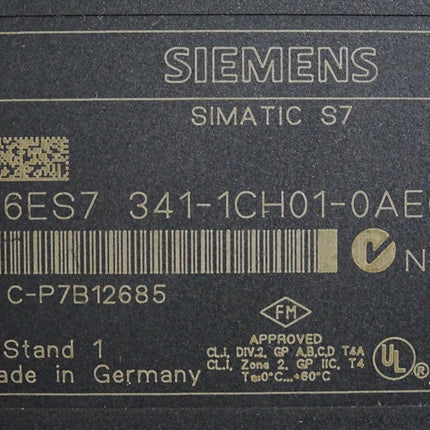 SIEMENS
SIMATIC S7
6ES7 341-1CH01-0AE
N
C-P7B12685
FM
APPROVED
Stand 1
CL.I, DIV.2, GP A,B,C,D T4A
CL.I, Zone 2, GP IIC, T4
ade in Germany
Ta=0°C...+60°C
UL
®